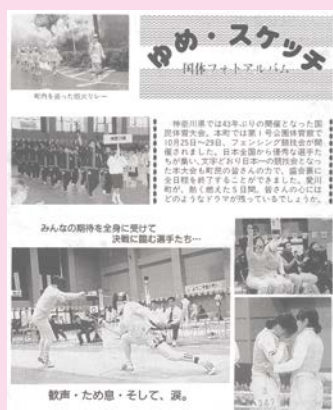 ゆめ・スケッチ
国体フォトアルバム
町内を巡った炬火リレー
神奈川県では43年ぶりの開催となった国
民体育大会。本町では第1号公園体育館で
10月25日~29日、フェンシング競技会が開
催されました。日本全国から優秀な選手た
ちが集い、文字どおり日本一の競技会となっ
た本大会も町民の皆さんの力で、盛会裏に
全日程を終了することができました。愛川
町が、熱く燃えた5日間。皆さんの心には
どのようなドラマが残っているでしょうか。
みんなの期待を全身に受けて
決戦に臨む選手たち…
歓声・ため息・そして、涙。